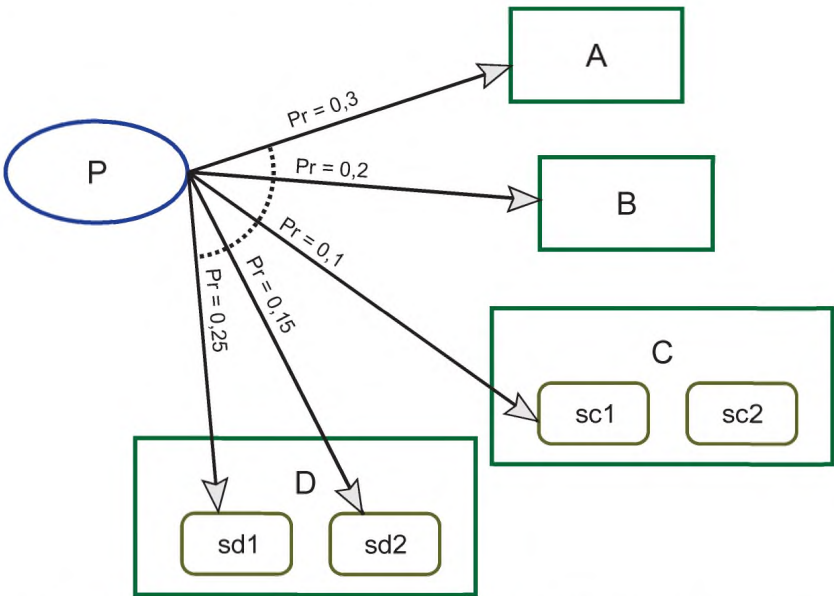 A
Pr = 0,3
P
Pr = 0,2
B
Pr = 0,1
Pr = 0,15
Pr = 0,25
C
sc1
sc2
D
sd1
sd2